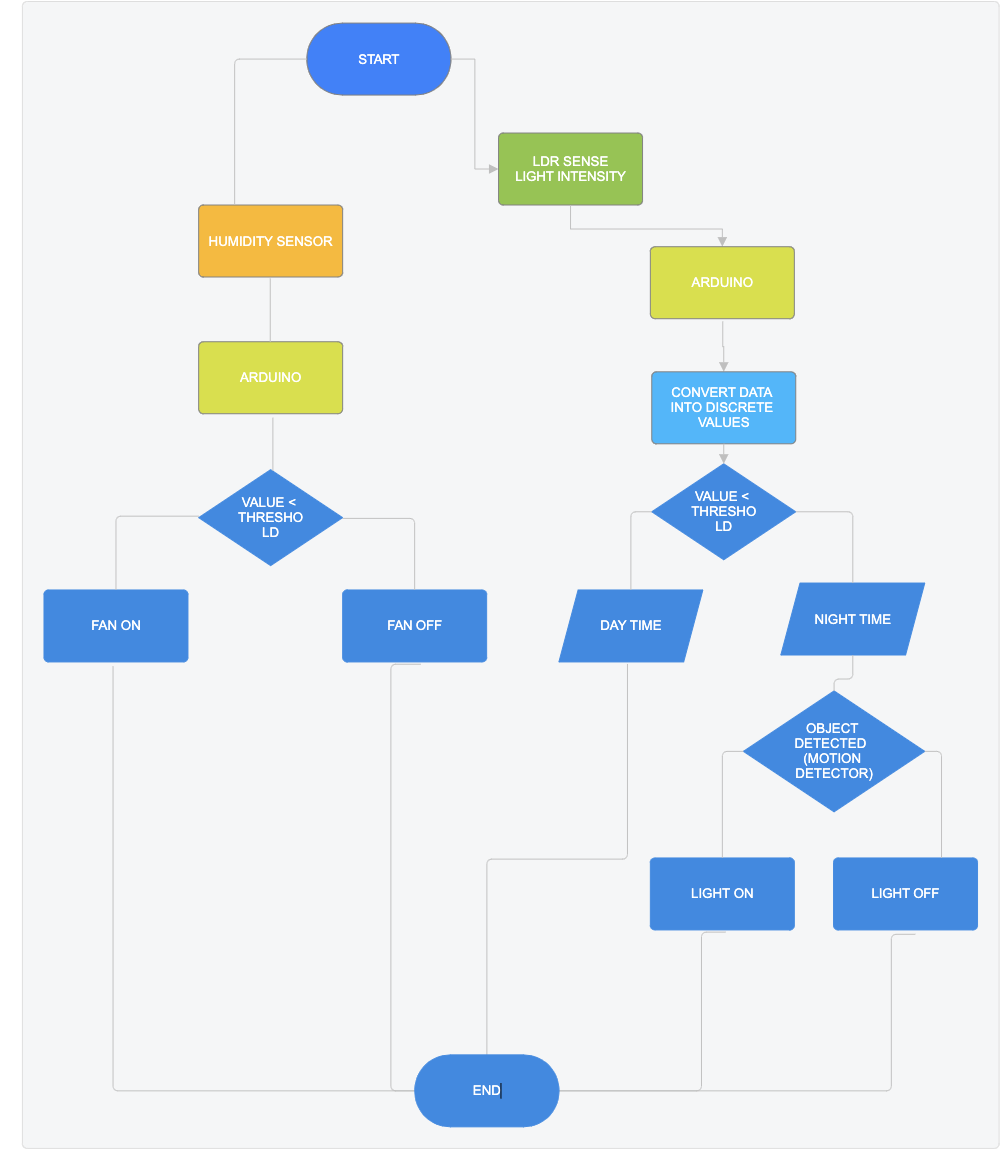 START
LDR SENSE
LIGHT INTENSITY
HUMIDITY SENSOR
ARDUINO
ARDUINO
CONVERT DATA
INTO DISCRETE
VALUES
VALUE <
THRESHO
LD
VALUE <
THRESHO
LD
FAN ON
FAN OFF
DAY TIME
NIGHT TIME
OBJECT
DETECTED
(MOTION
DETECTOR)
LIGHT ON
LIGHT OFF
END